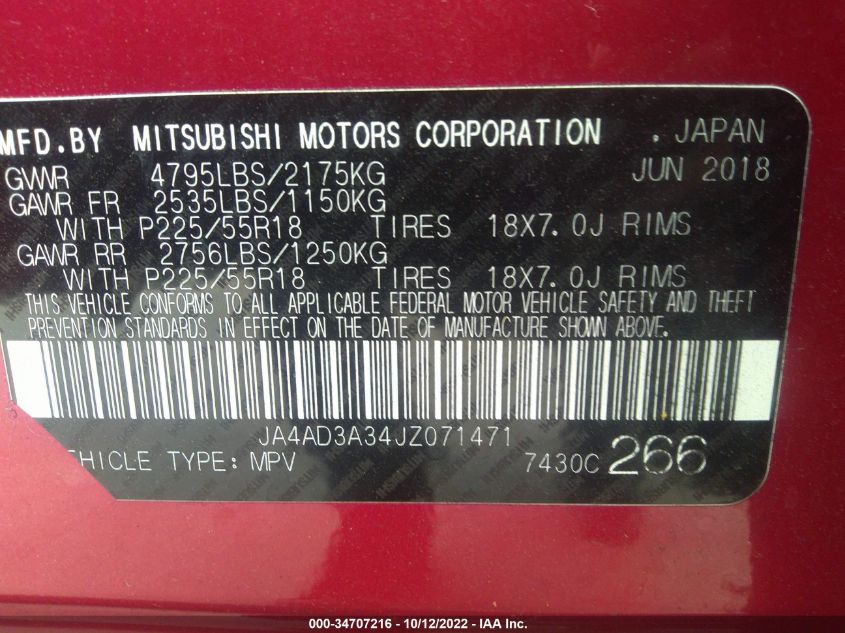 MFD.BY MITSUBISHI MOTORS CORPORATION . JAPAN
GWWR 4795LBS/2175KG JUN 2018
GAWR FR 2535LBS/1150KG
WITH P225/55R18 TIRES 18X7.0J RIMS
GAWR RR 2756LBS/1250KG
WITH P225/55R18 TIRES 18X7.0J RIMS
THIS VEHICLE CONFORMS TO ALL APPLICABLE FEDERAL MOTOR VEHICLE SAFETY AND THEFT
PREVENTION STANDARDS IN EFFECT ON THE DATE OF MANUFACTURE SHOWN ABOVE.
JA4AD3A34JZ071471
VEHICLE TYPE: MPV 7430C 266
000-34707216 - 10/12/2022 - IAA Inc.